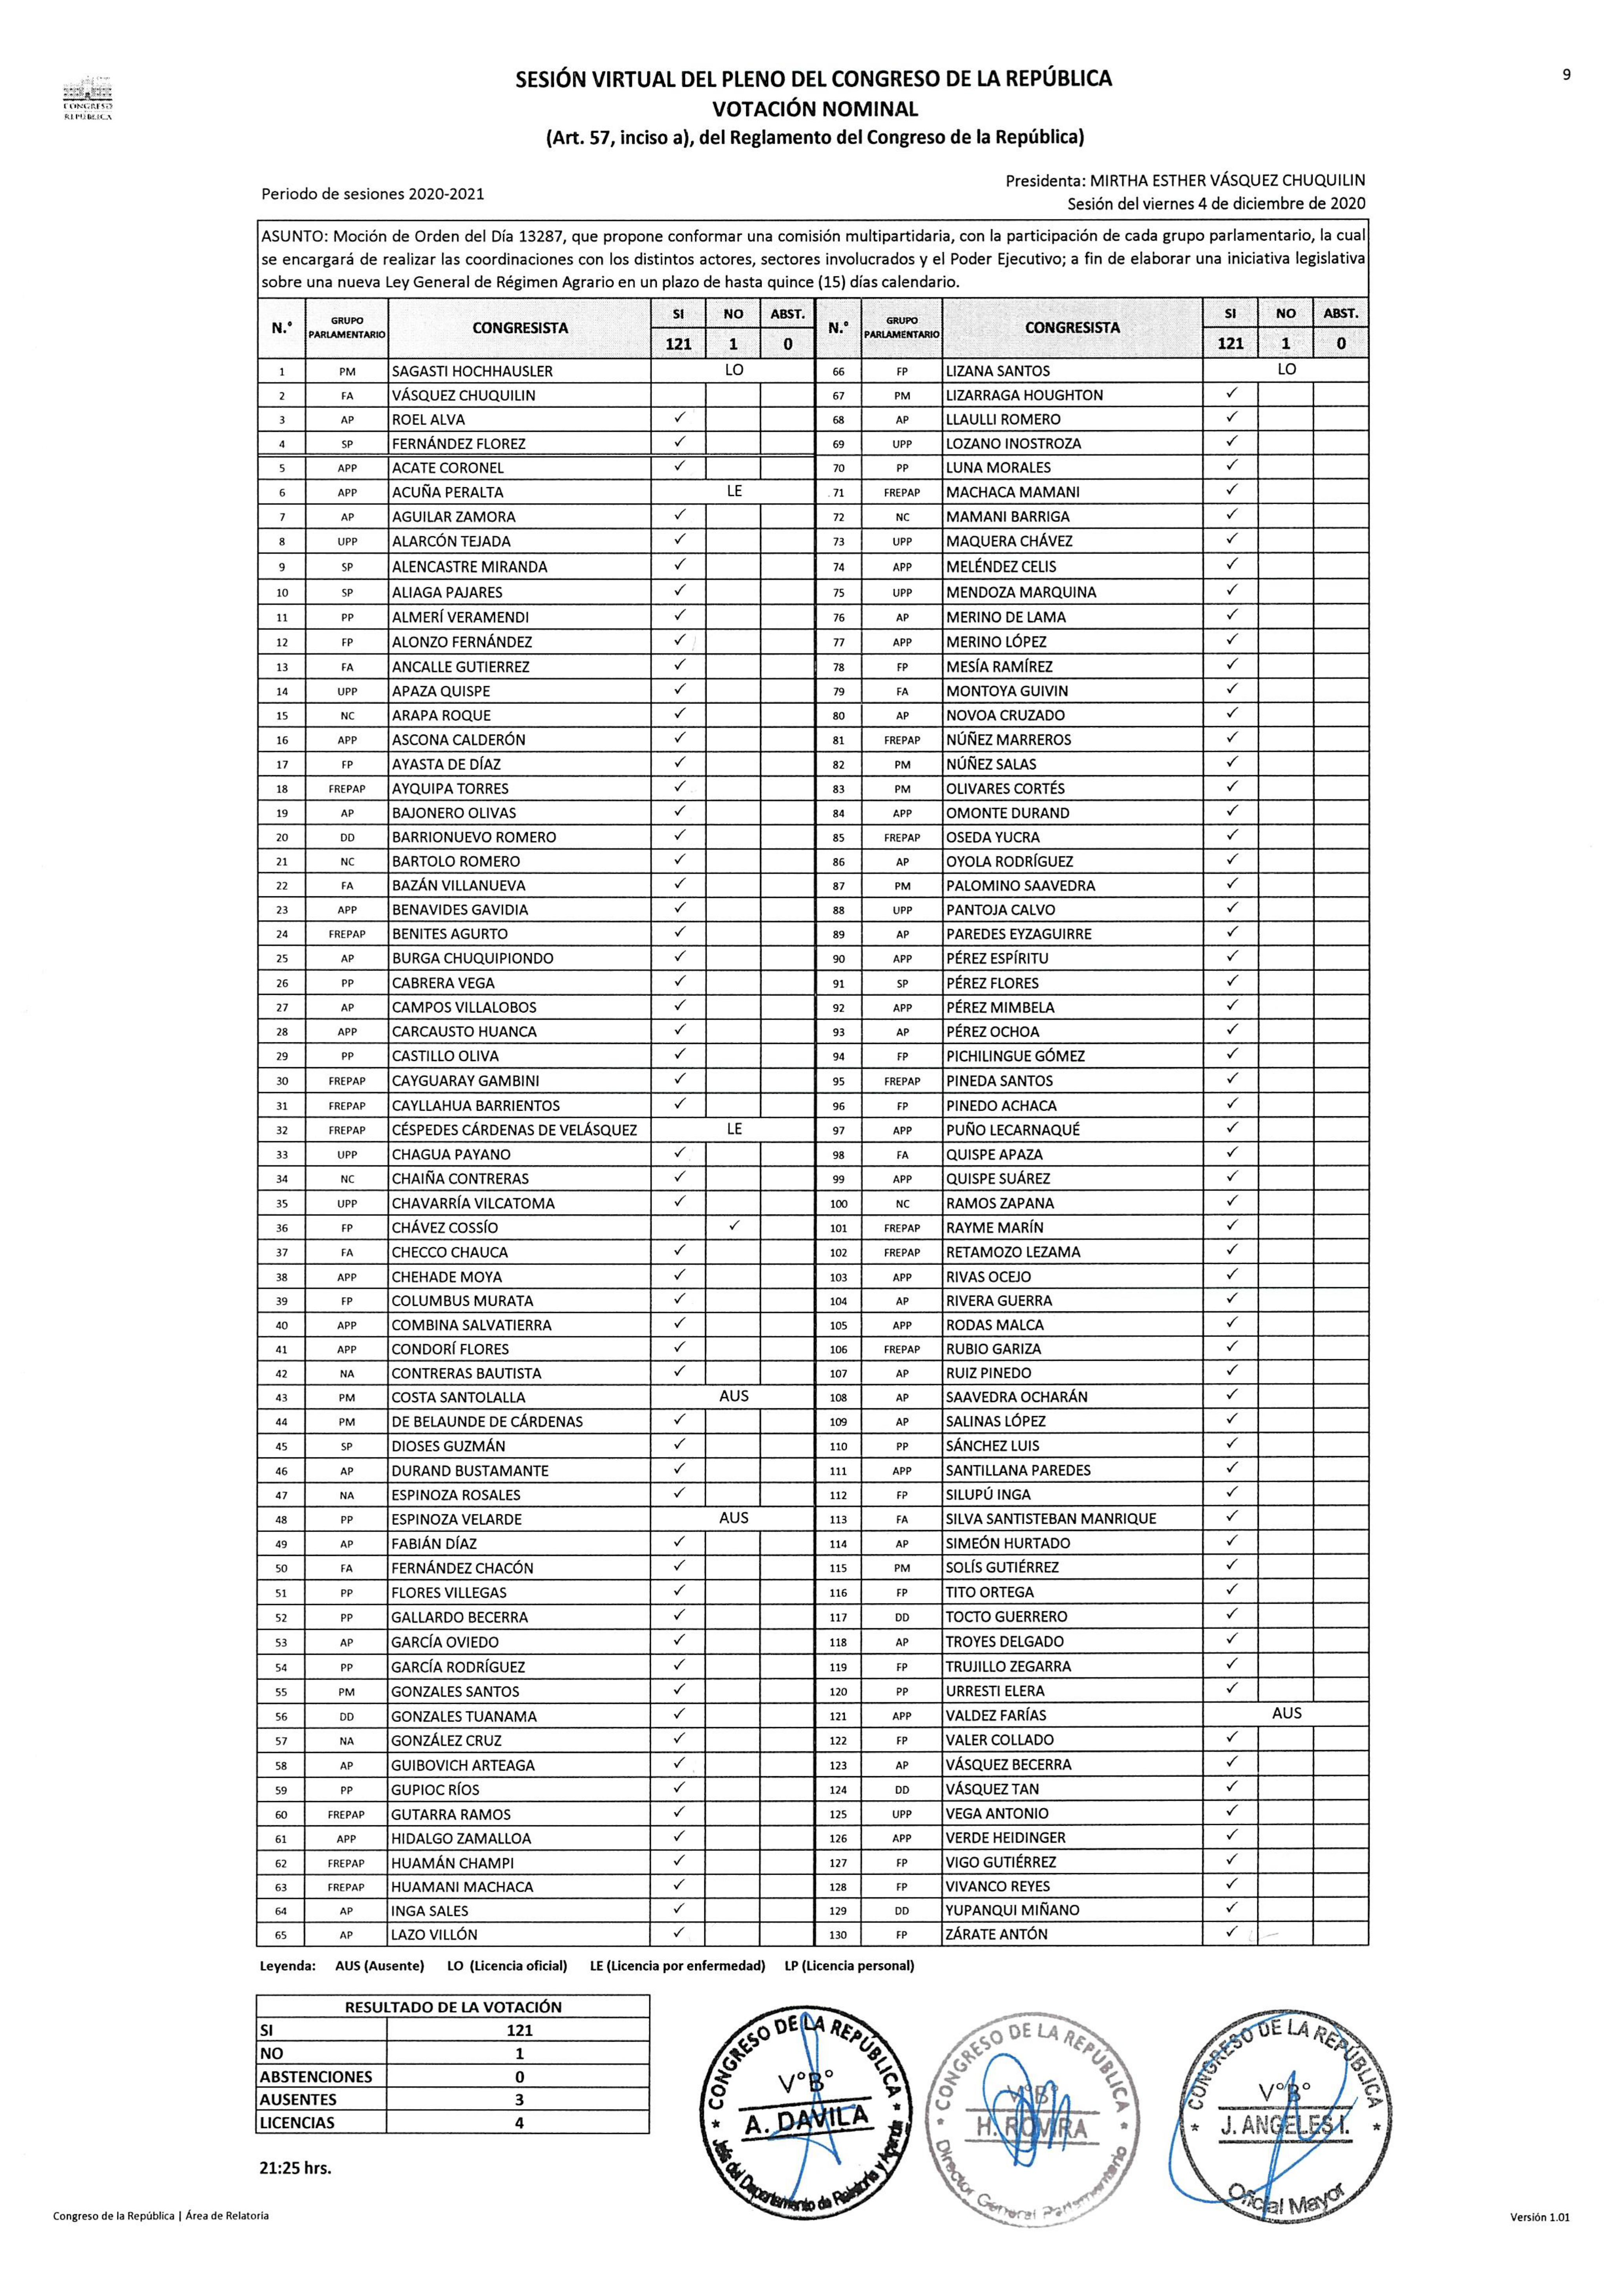 CONGRESO
REPÚBLICA
SESIÓN VIRTUAL DEL PLENO DEL CONGRESO DE LA REPÚBLICA
9
VOTACIÓN NOMINAL
(Art. 57, inciso a), del Reglamento del Congreso de la República)
Presidenta: MIRTHA ESTHER VÁSQUEZ CHUQUILIN
Periodo de sesiones 2020-2021
Sesión del viernes 4 de diciembre de 2020
ASUNTO: Moción de Orden del Día 13287, que propone conformar una comisión multipartidaria, con la participación de cada grupo parlamentario, la cual
se encargará de realizar las coordinaciones con los distintos actores, sectores involucrados y el Poder Ejecutivo; a fin de elaborar una iniciativa legislativa
sobre una nueva Ley General de Régimen Agrario en un plazo de hasta quince (15) días calendario.
N.° GRUPO PARLAMENTARIO CONGRESISTA SI NO ABST. N.° GRUPO PARLAMENTARIO CONGRESISTA SI NO ABST.
121 1 0 121 1 0
1 PM SAGASTI HOCHHAUSLER LO 66 FP LIZANA SANTOS LO
2 FA VÁSQUEZ CHUQUILIN 67 PM LIZARRAGA HOUGHTON ✓
3 AP ROEL ALVA ✓ 68 AP LLAULLI ROMERO ✓
4 SP FERNÁNDEZ FLOREZ ✓ 69 UPP LOZANO INOSTROZA ✓
5 APP ACATE CORONEL ✓ 70 PP LUNA MORALES ✓
6 APP ACUÑA PERALTA LE 71 FREPAP MACHACA MAMANI ✓
7 AP AGUILAR ZAMORA ✓ 72 NC MAMANI BARRIGA ✓
8 UPP ALARCÓN TEJADA ✓ 73 UPP MAQUERA CHÁVEZ ✓
9 SP ALENCASTRE MIRANDA ✓ 74 APP MELÉNDEZ CELIS ✓
10 SP ALIAGA PAJARES ✓ 75 UPP MENDOZA MARQUINA ✓
11 PP ALMERÍ VERAMENDI ✓ 76 AP MERINO DE LAMA ✓
12 FP ALONZO FERNÁNDEZ ✓ 77 APP MERINO LÓPEZ ✓
13 FA ANCALLE GUTIERREZ ✓ 78 FP MESÍA RAMÍREZ ✓
14 UPP APAZA QUISPE ✓ 79 FA MONTOYA GUIVIN ✓
15 NC ARAPA ROQUE ✓ 80 AP NOVOA CRUZADO ✓
16 APP ASCONA CALDERÓN ✓ 81 FREPAP NÚÑEZ MARREROS ✓
17 FP AYASTA DE DÍAZ ✓ 82 PM NÚÑEZ SALAS ✓
18 FREPAP AYQUIPA TORRES ✓ 83 PM OLIVARES CORTÉS ✓
19 AP BAJONERO OLIVAS ✓ 84 APP OMONTE DURAND ✓
20 DD BARRIONUEVO ROMERO ✓ 85 FREPAP OSEDA YUCRA ✓
21 NC BARTOLO ROMERO ✓ 86 AP OYOLA RODRÍGUEZ ✓
22 FA BAZÁN VILLANUEVA ✓ 87 PM PALOMINO SAAVEDRA ✓
23 APP BENAVIDES GAVIDIA ✓ 88 UPP PANTOJA CALVO ✓
24 FREPAP BENITES AGURTO ✓ 89 AP PAREDES EYZAGUIRRE ✓
25 AP BURGA CHUQUIPIONDO ✓ 90 APP PÉREZ ESPÍRITU ✓
26 PP CABRERA VEGA ✓ 91 SP PÉREZ FLORES ✓
27 AP CAMPOS VILLALOBOS ✓ 92 APP PÉREZ MIMBELA ✓
28 APP CARCAUSTO HUANCA ✓ 93 AP PÉREZ OCHOA ✓
29 PP CASTILLO OLIVA ✓ 94 FP PICHILINGUE GÓMEZ ✓
30 FREPAP CAYGUARAY GAMBINI ✓ 95 FREPAP PINEDA SANTOS ✓
31 FREPAP CAYLLAHUA BARRIENTOS ✓ 96 FP PINEDO ACHACA ✓
32 FREPAP CÉSPEDES CÁRDENAS DE VELÁSQUEZ LE 97 APP PUÑO LECARNAQUÉ ✓
33 UPP CHAGUA PAYANO ✓ 98 FA QUISPE APAZA ✓
34 NC CHAIÑA CONTRERAS ✓ 99 APP QUISPE SUÁREZ ✓
35 UPP CHAVARRÍA VILCATOMA ✓ 100 NC RAMOS ZAPANA ✓
36 FP CHÁVEZ COSSÍO ✓ 101 FREPAP RAYME MARÍN ✓
37 FA CHECCO CHAUCA ✓ 102 FREPAP RETAMOZO LEZAMA ✓
38 APP CHEHADE MOYA ✓ 103 APP RIVAS OCEJO ✓
39 FP COLUMBUS MURATA ✓ 104 AP RIVERA GUERRA ✓
40 APP COMBINA SALVATIERRA ✓ 105 APP RODAS MALCA ✓
41 APP CONDORÍ FLORES ✓ 106 FREPAP RUBIO GARIZA ✓
42 NA CONTRERAS BAUTISTA ✓ 107 AP RUIZ PINEDO ✓
43 PM COSTA SANTOLALLA AUS 108 AP SAAVEDRA OCHARÁN ✓
44 PM DE BELAUNDE DE CÁRDENAS ✓ 109 AP SALINAS LÓPEZ ✓
45 SP DIOSES GUZMÁN ✓ 110 PP SÁNCHEZ LUIS ✓
46 AP DURAND BUSTAMANTE ✓ 111 APP SANTILLANA PAREDES ✓
47 NA ESPINOZA ROSALES ✓ 112 FP SILUPÚ INGA ✓
48 PP ESPINOZA VELARDE AUS 113 FA SILVA SANTISTEBAN MANRIQUE ✓
49 AP FABIÁN DÍAZ ✓ 114 AP SIMEÓN HURTADO ✓
50 FA FERNÁNDEZ CHACÓN ✓ 115 PM SOLÍS GUTIÉRREZ ✓
51 PP FLORES VILLEGAS ✓ 116 FP TITO ORTEGA ✓
52 PP GALLARDO BECERRA ✓ 117 DD TOCTO GUERRERO ✓
53 AP GARCÍA OVIEDO ✓ 118 AP TROYES DELGADO ✓
54 PP GARCÍA RODRÍGUEZ ✓ 119 FP TRUJILLO ZEGARRA ✓
55 PM GONZALES SANTOS ✓ 120 PP URRESTI ELERA ✓
56 DD GONZALES TUANAMA ✓ 121 APP VALDEZ FARÍAS AUS
57 NA GONZÁLEZ CRUZ ✓ 122 FP VALER COLLADO ✓
58 AP GUIBOVICH ARTEAGA ✓ 123 AP VÁSQUEZ BECERRA ✓
59 PP GUPIOC RÍOS ✓ 124 DD VÁSQUEZ TAN ✓
60 FREPAP GUTARRA RAMOS ✓ 125 UPP VEGA ANTONIO ✓
61 APP HIDALGO ZAMALLOA ✓ 126 APP VERDE HEIDINGER ✓
62 FREPAP HUAMÁN CHAMPI ✓ 127 FP VIGO GUTIÉRREZ ✓
63 FREPAP HUAMANI MACHACA ✓ 128 FP VIVANCO REYES ✓
64 AP INGA SALES ✓ 129 DD YUPANQUI MIÑANO ✓
65 AP LAZO VILLÓN ✓ 130 FP ZÁRATE ANTÓN ✓
Leyenda: AUS (Ausente) LO (Licencia oficial) LE (Licencia por enfermedad) LP (Licencia personal)
RESULTADO DE LA VOTACIÓN
SI 121
NO 1
ABSTENCIONES 0
AUSENTES 3
LICENCIAS 4
21:25 hrs.
* CONGRESO DE LA REPÚBLICA *
V°B°
A. DAVILA
Jefe del Departamento de Relatoría y Agenda
* CONGRESO DE LA REPÚBLICA *
V°B°
H. ROVIRA
Director General Parlamentario
* CONGRESO DE LA REPÚBLICA *
V°B°
J. ANGELES I.
Oficial Mayor
Congreso de la República | Área de Relatoría
Versión 1.01